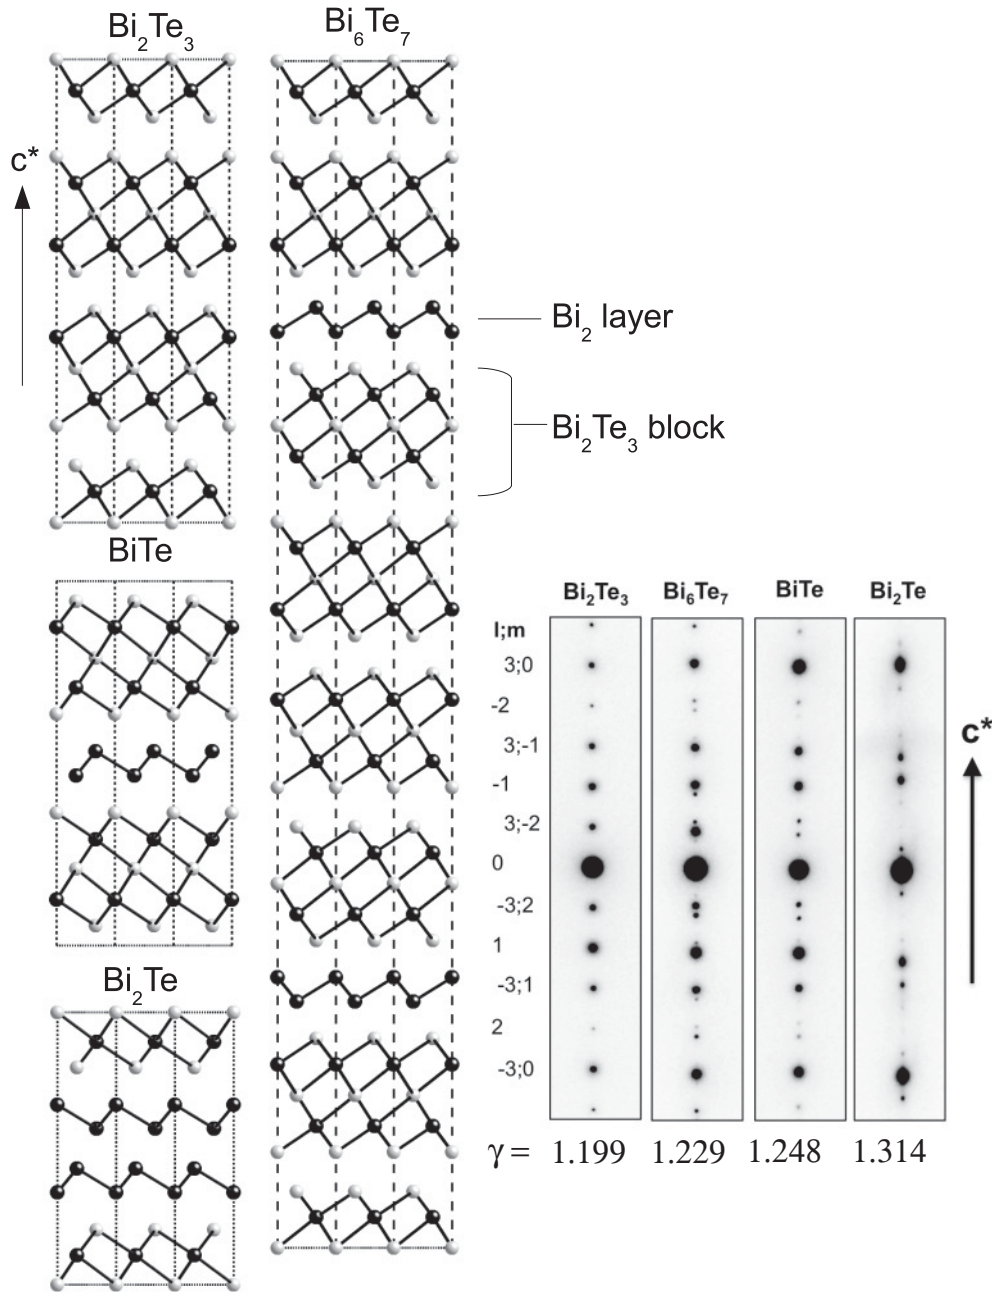 Bi2Te3
Bi6Te7
c*
Bi2 layer
Bi2Te3 block
BiTe
Bi2Te
Bi2Te3 Bi6Te7 BiTe Bi2Te
l;m
3;0
-2
3;-1
-1
3;-2
0
-3;2
1
-3;1
2
-3;0
c*
γ = 1.199 1.229 1.248 1.314